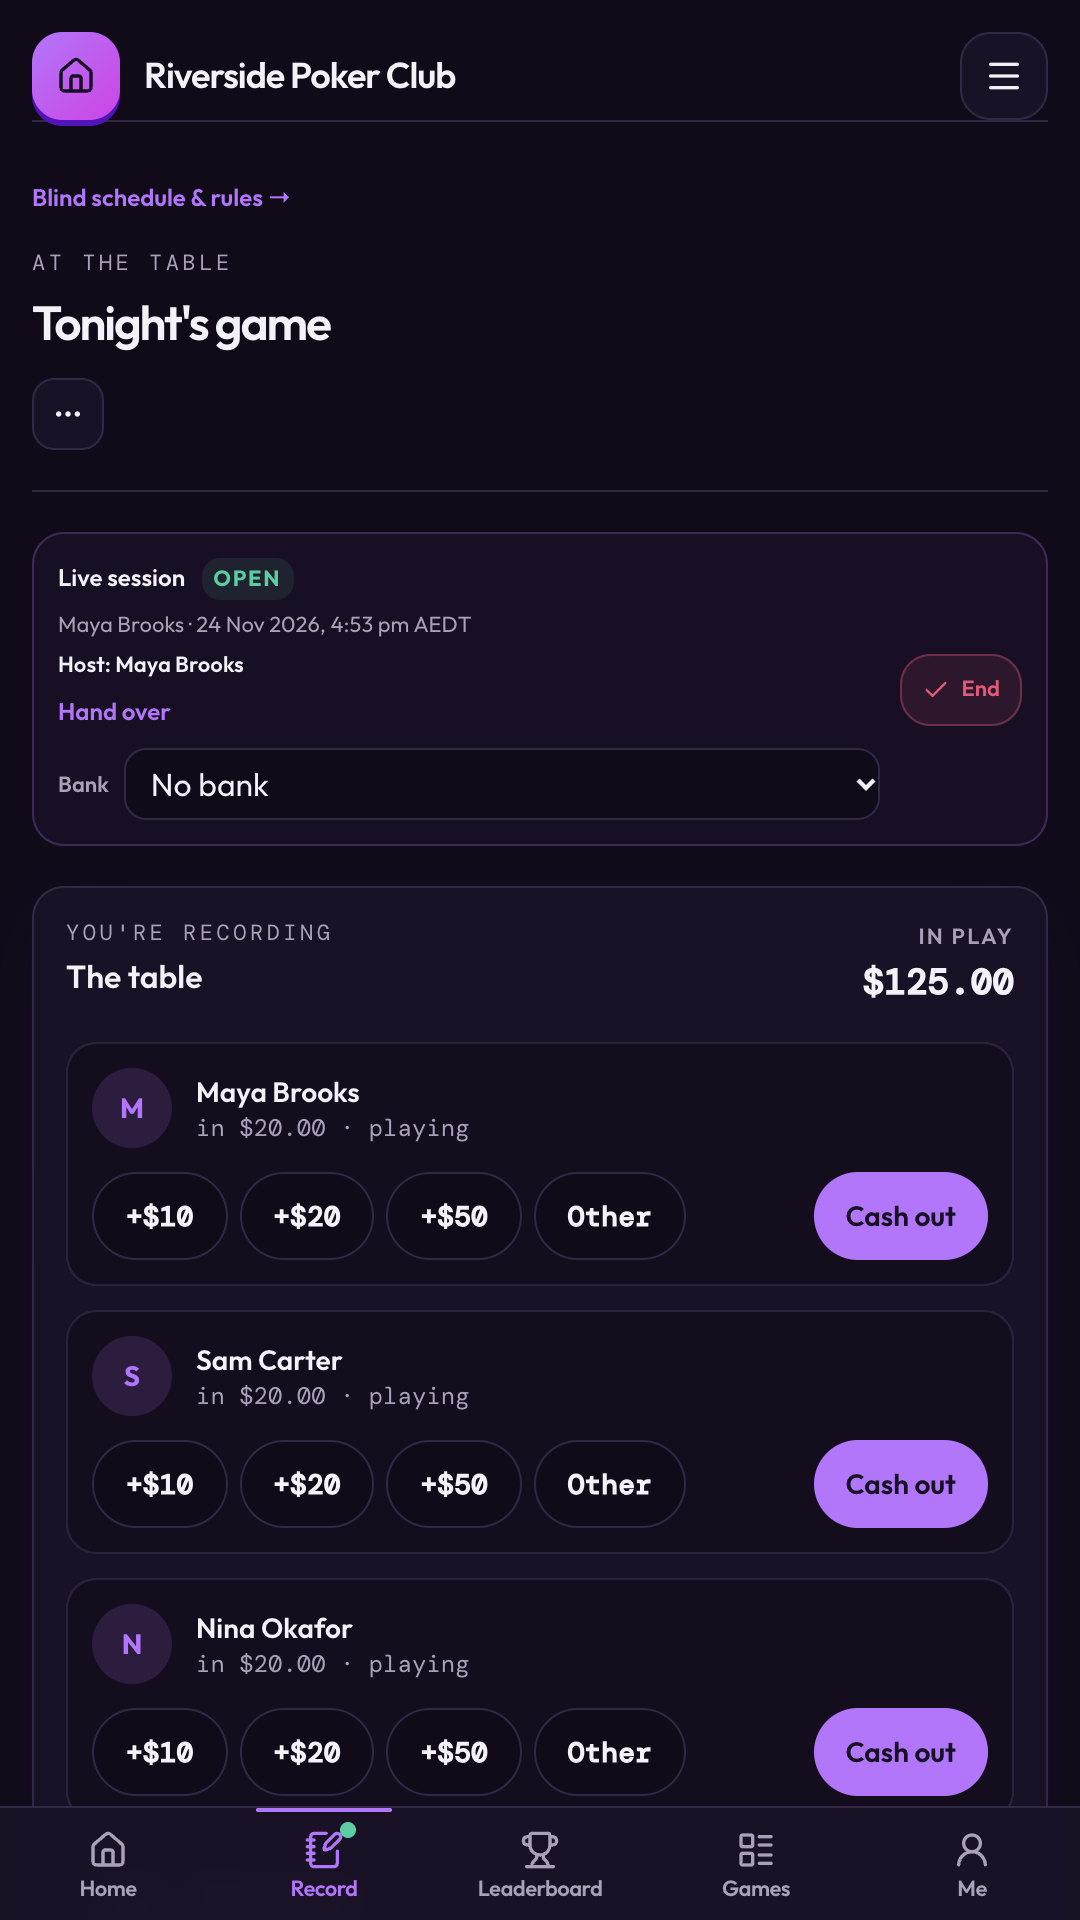 Riverside Poker Club
Blind schedule & rules →
AT THE TABLE
Tonight's game
Live session OPEN
Maya Brooks · 24 Nov 2026, 4:53 pm AEDT
Host: Maya Brooks
Hand over
End
Bank No bank
YOU'RE RECORDING
The table
IN PLAY
$125.00
M
Maya Brooks
in $20.00 · playing
+$10 +$20 +$50 Other Cash out
S
Sam Carter
in $20.00 · playing
+$10 +$20 +$50 Other Cash out
N
Nina Okafor
in $20.00 · playing
+$10 +$20 +$50 Other Cash out
Home Record Leaderboard Games Me